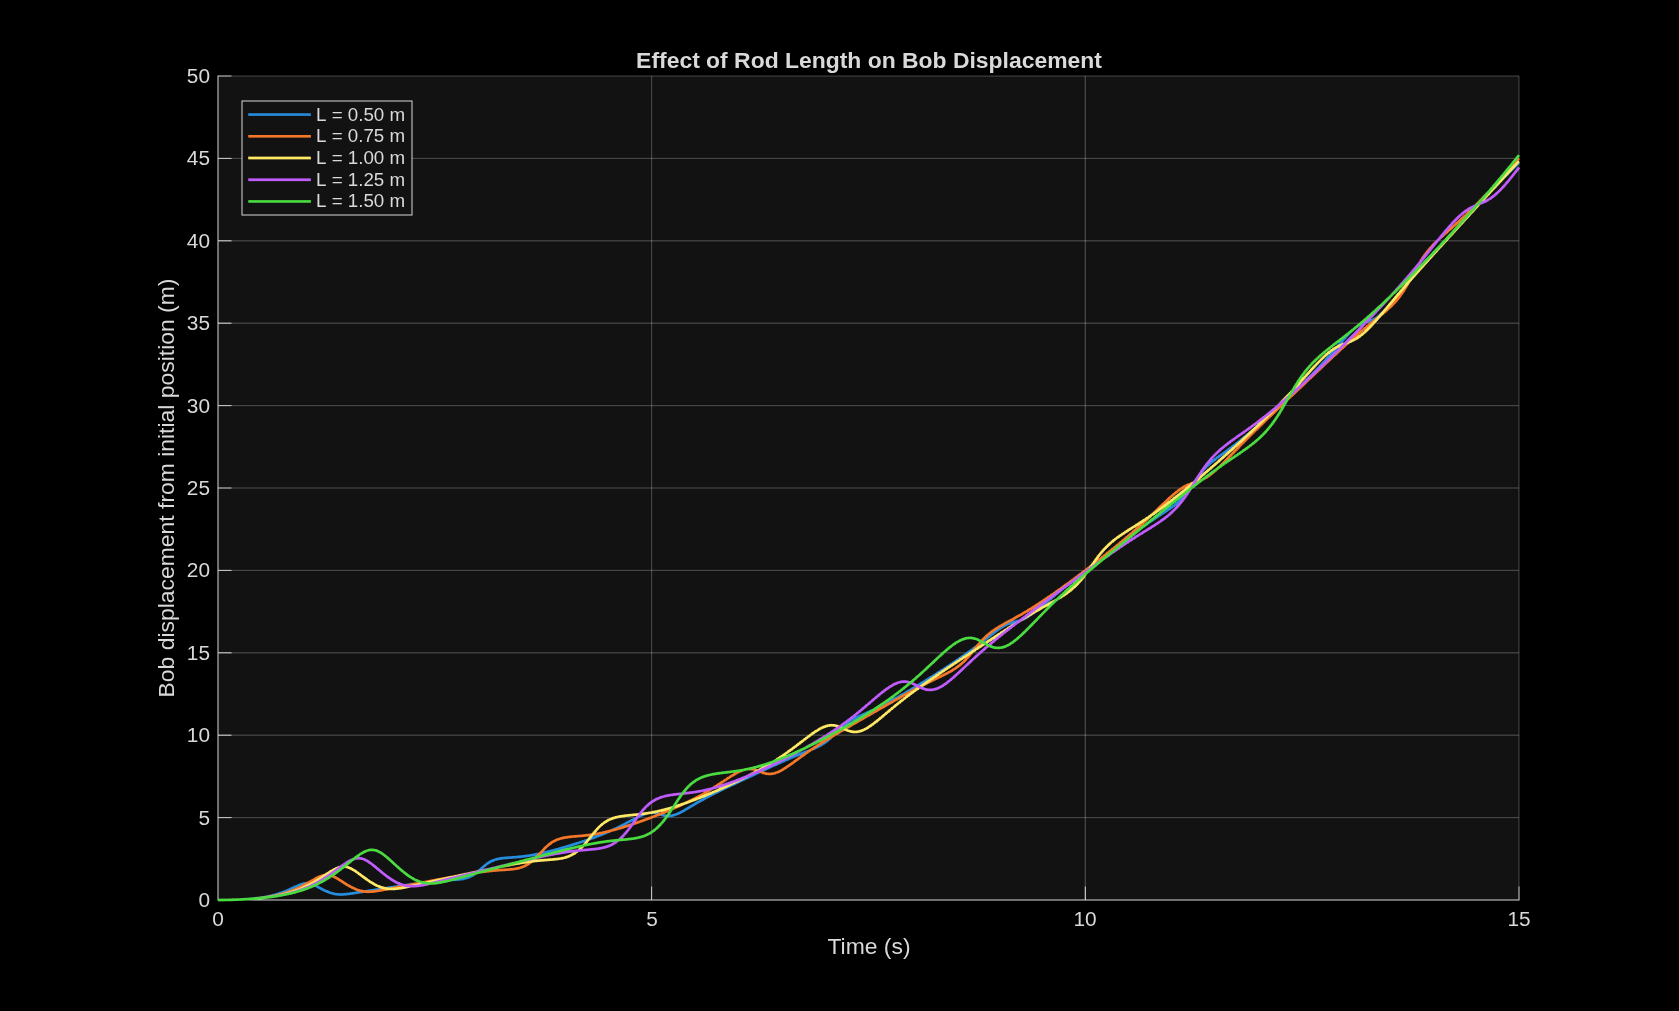 Effect of Rod Length on Bob Displacement
50
45
40
35
30
25
20
15
10
5
0
L = 0.50 m
L = 0.75 m
L = 1.00 m
L = 1.25 m
L = 1.50 m
Bob displacement from initial position (m)
0
5
10
15
Time (s)